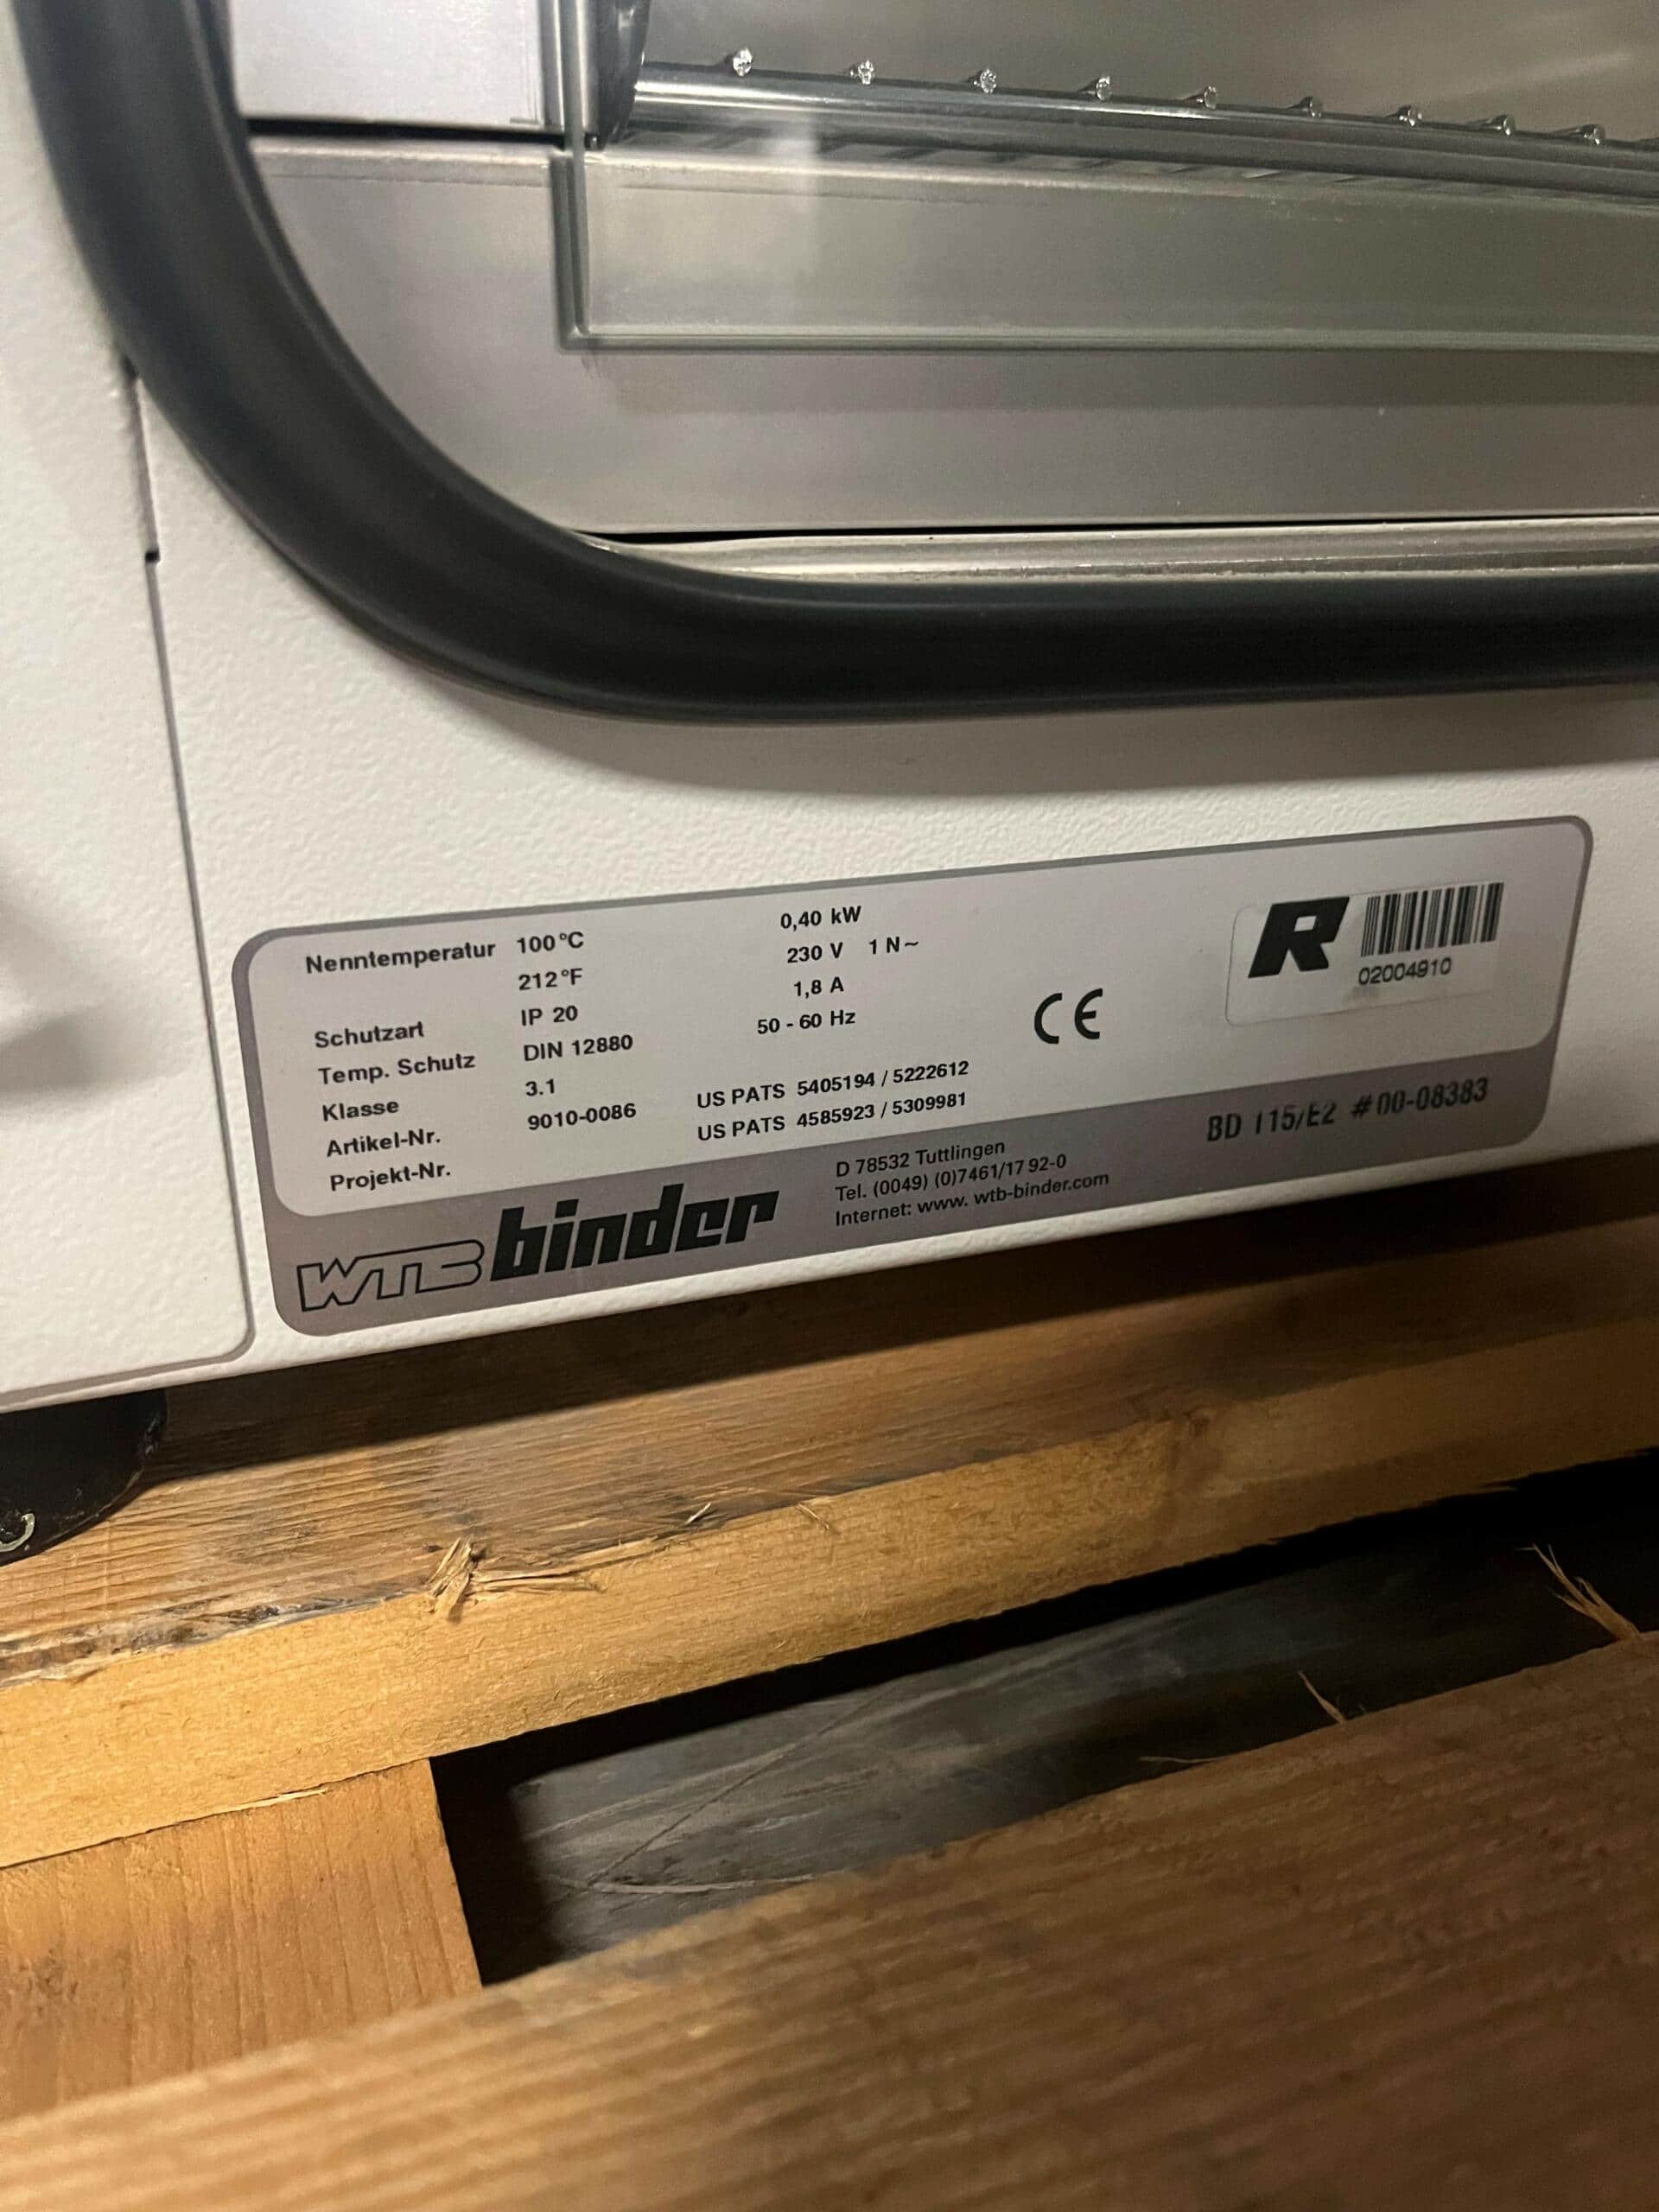 Nenntemperatur 100°C 0,40 kW
212°F 230 V 1 N~
Schutzart IP 20 1,8 A
Temp. Schutz DIN 12880 50 - 60 Hz
Klasse 3.1
Artikel-Nr. 9010-0086 US PATS 5405194 / 5222612
Projekt-Nr. US PATS 4585923 / 5309981
CE
R
02004910
WTB binder
D 78532 Tuttlingen
Tel. (0049) (0)7461/17 92-0
Internet: www. wtb-binder.com
BD 115/E2 #00-08383